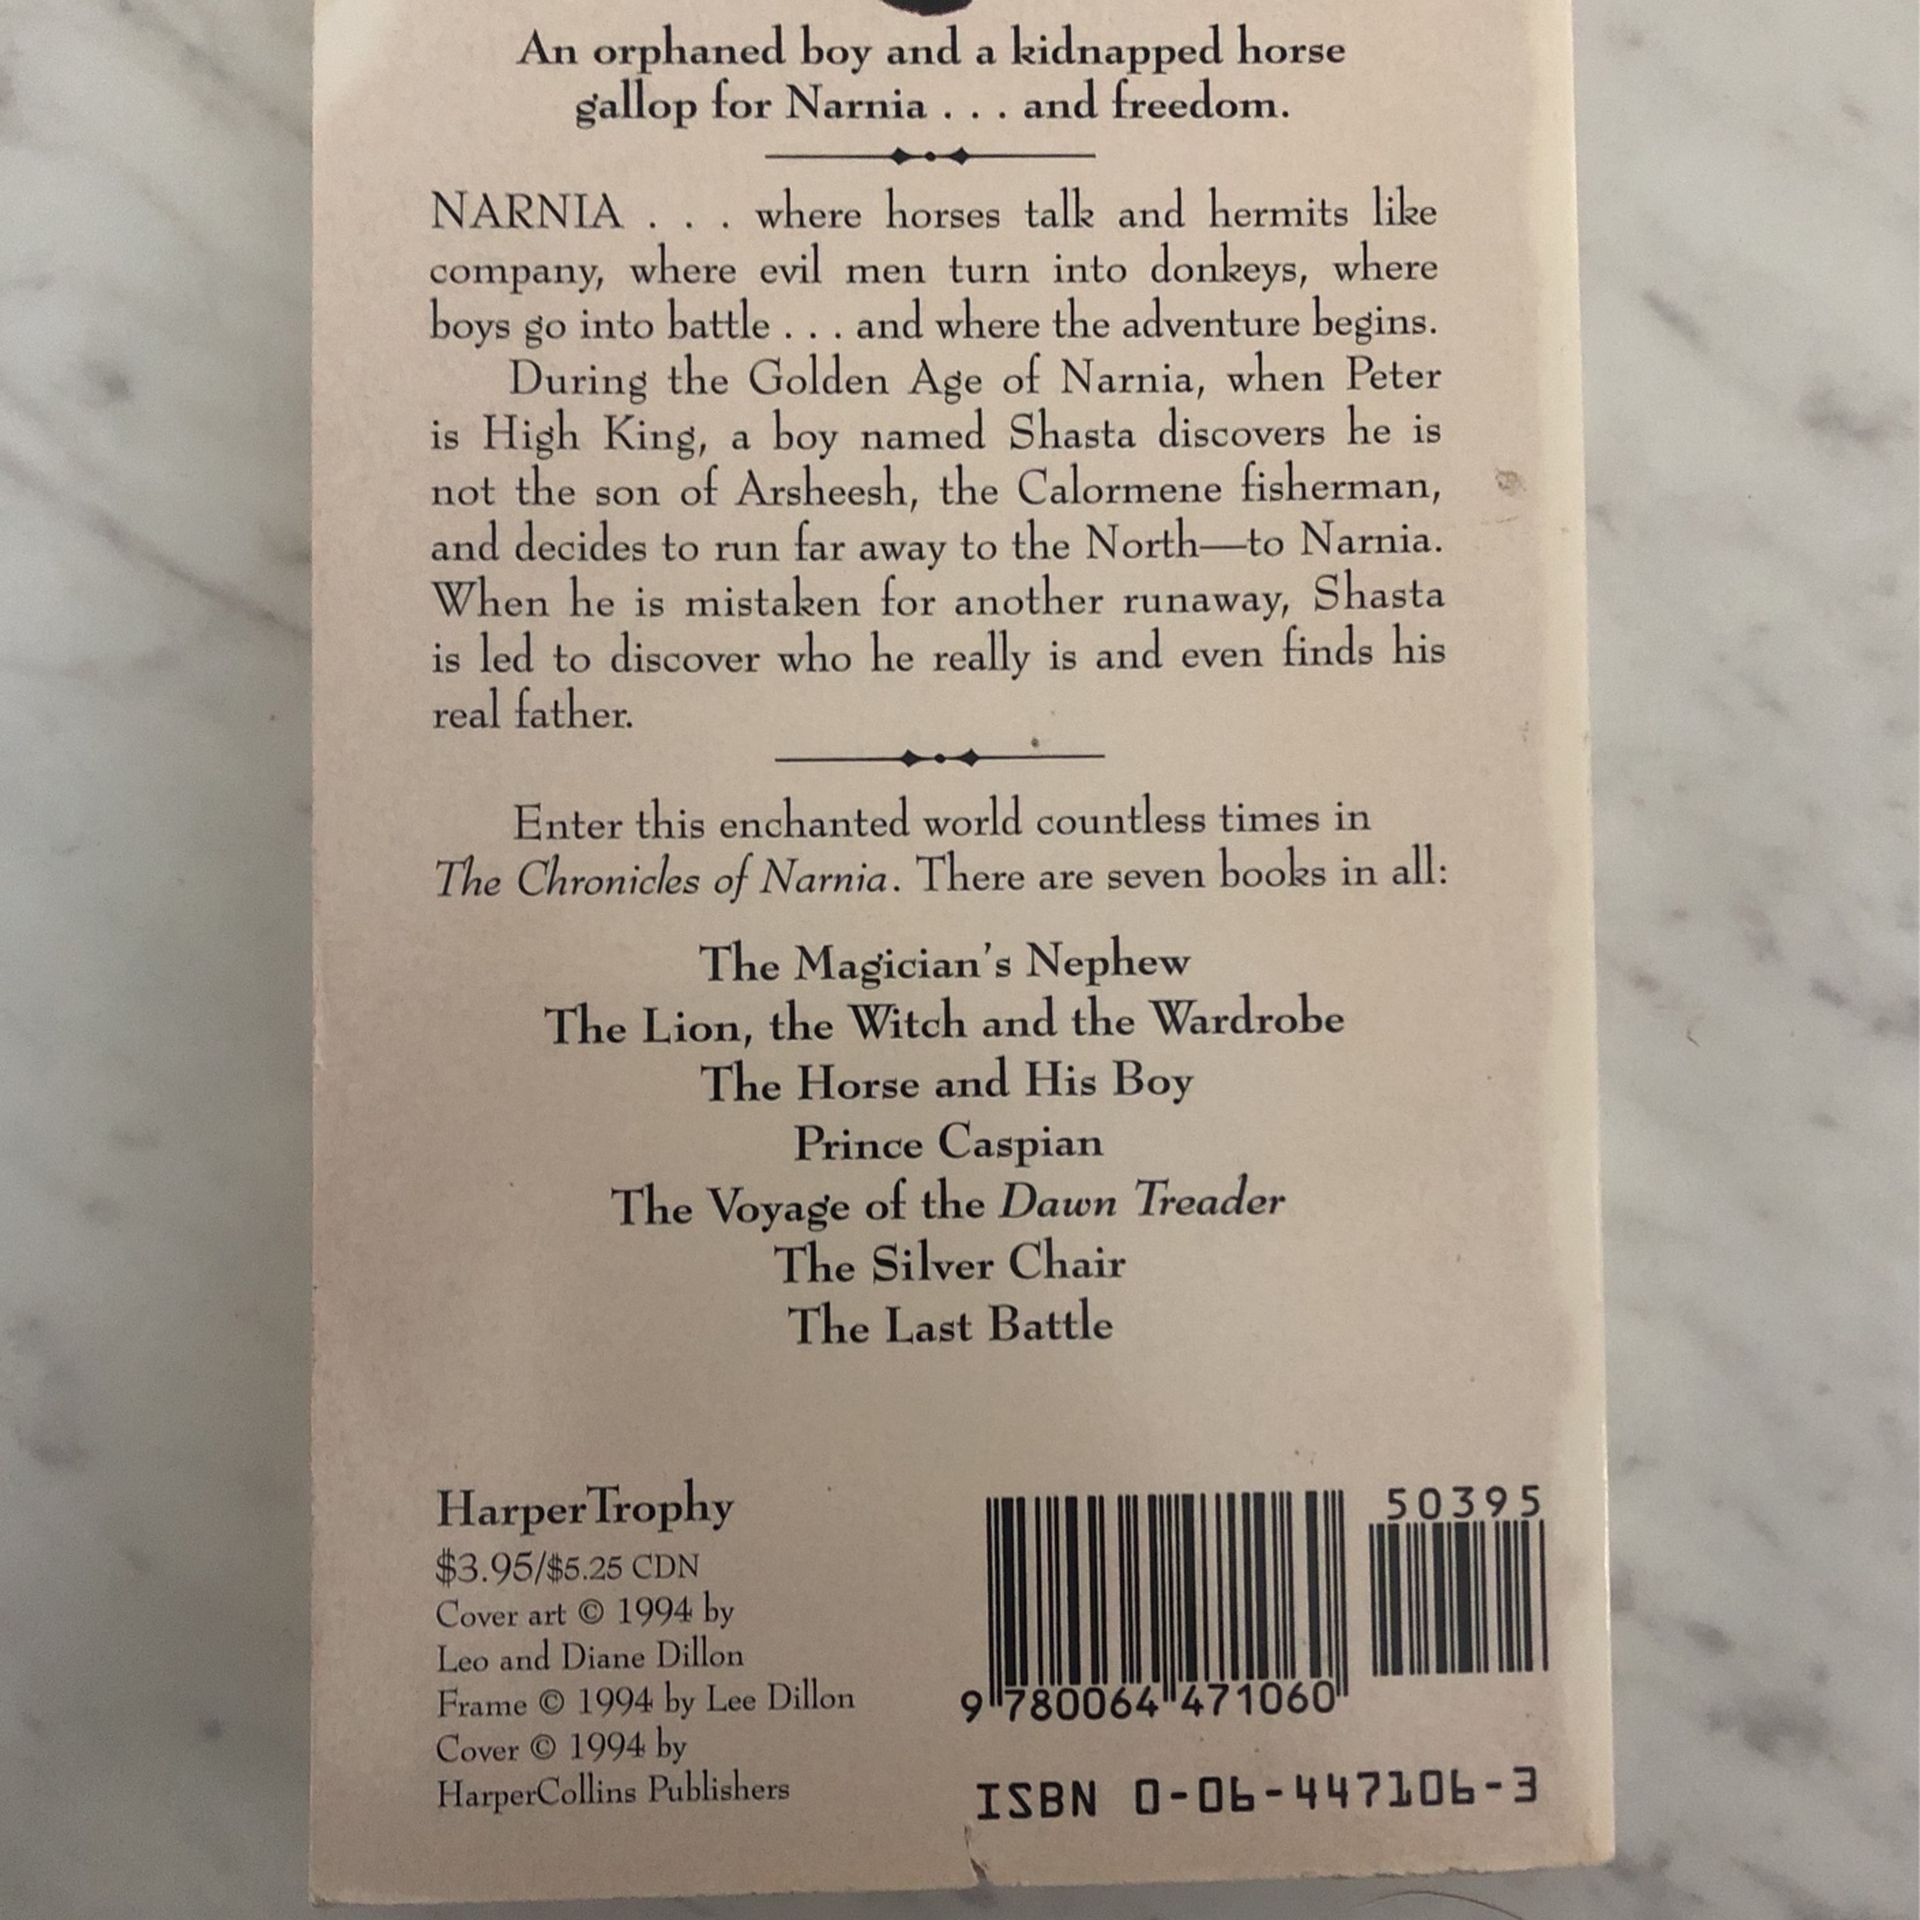 An orphaned boy and a kidnapped horse
gallop for Narnia . . . and freedom.
NARNIA . . . where horses talk and hermits like
company, where evil men turn into donkeys, where
boys go into battle . . . and where the adventure begins.
During the Golden Age of Narnia, when Peter
is High King, a boy named Shasta discovers he is
not the son of Arsheesh, the Calormene fisherman,
and decides to run far away to the North—to Narnia.
When he is mistaken for another runaway, Shasta
is led to discover who he really is and even finds his
real father.
Enter this enchanted world countless times in
The Chronicles of Narnia. There are seven books in all:
The Magician's Nephew
The Lion, the Witch and the Wardrobe
The Horse and His Boy
Prince Caspian
The Voyage of the Dawn Treader
The Silver Chair
The Last Battle
HarperTrophy
$3.95/$5.25 CDN
Cover art © 1994 by
Leo and Diane Dillon
Frame © 1994 by Lee Dillon
Cover © 1994 by
HarperCollins Publishers
50395
9 780064 471060
ISBN 0-06-447106-3